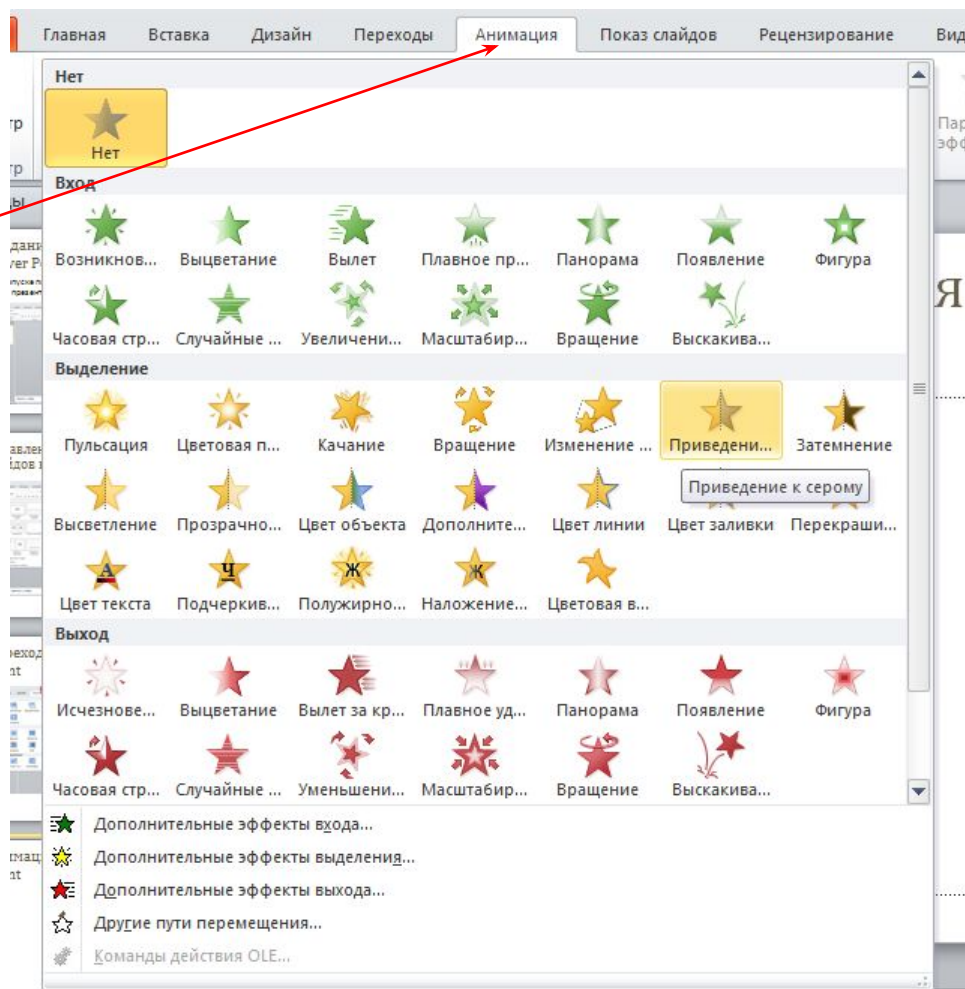 Главная Вставка Дизайн Переходы Анимация Показ слайдов Рецензирование Вид
Нет
Нет
Вход
Возникнов... Выцветание Вылет Плавное пр... Панорама Появление Фигура
Часовая стр... Случайные ... Увеличени... Масштабир... Вращение Выскакива...
Выделение
Пульсация Цветовая п... Качание Вращение Изменение ... Приведени... Затемнение
Приведение к серому
Высветление Прозрачно... Цвет объекта Дополните... Цвет линии Цвет заливки Перекраши...
Цвет текста Подчеркив... Полужирно... Наложение... Цветовая в...
Выход
Исчезнове... Выцветание Вылет за кр... Плавное уд... Панорама Появление Фигура
Часовая стр... Случайные ... Уменьшени... Масштабир... Вращение Выскакива...
Дополнительные эффекты входа...
Дополнительные эффекты выделения...
Дополнительные эффекты выхода...
Другие пути перемещения...
Команды действия OLE...